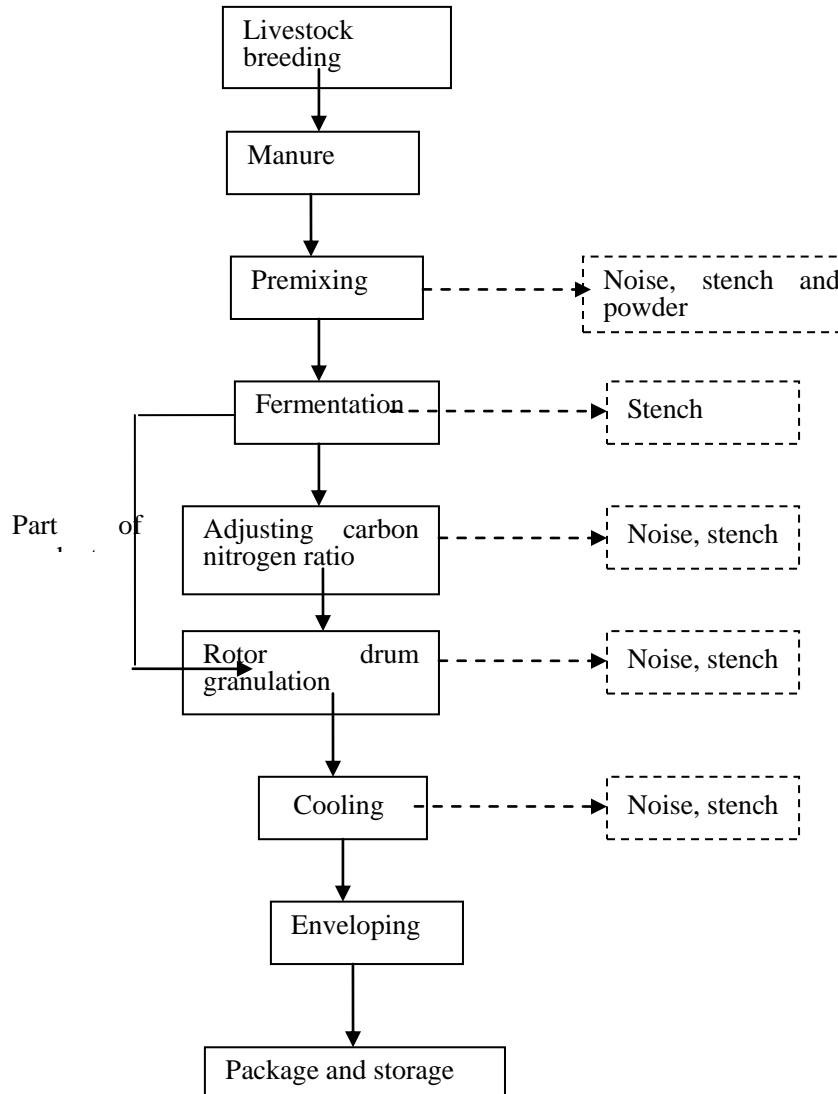 Livestock
breeding
Manure
Premixing
Noise, stench and
powder
Fermentation
Stench
Part of
Adjusting carbon
nitrogen ratio
Noise, stench
Rotor drum
granulation
Noise, stench
Cooling
Noise, stench
Enveloping
Package and storage